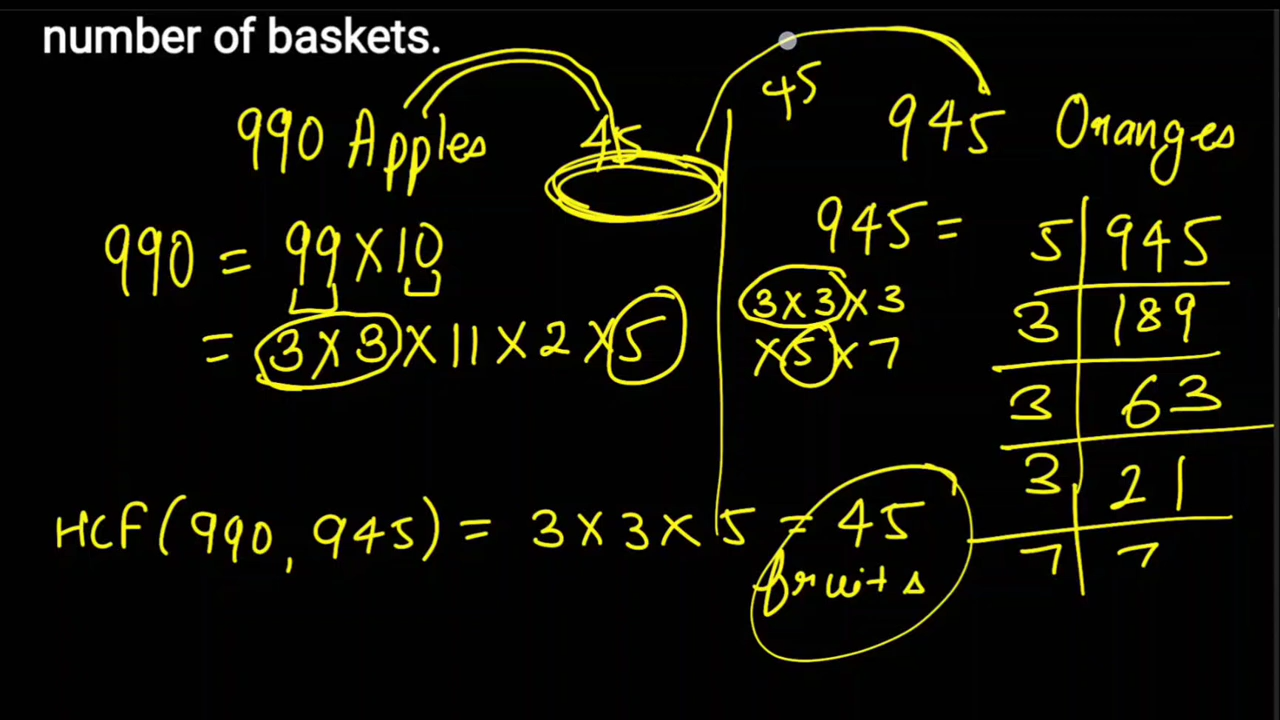 number of baskets.
990 Apples 45
45
945 Oranges
990 = 99 X 10
= 3 X 3 X 11 X 2 X 5
945 =
3 X 3 X 3
X 5 X 7
5 | 945
3 | 189
3 | 63
3 | 21
7 | 7
HCF(990, 945) = 3 X 3 X 5 = 45
fruits